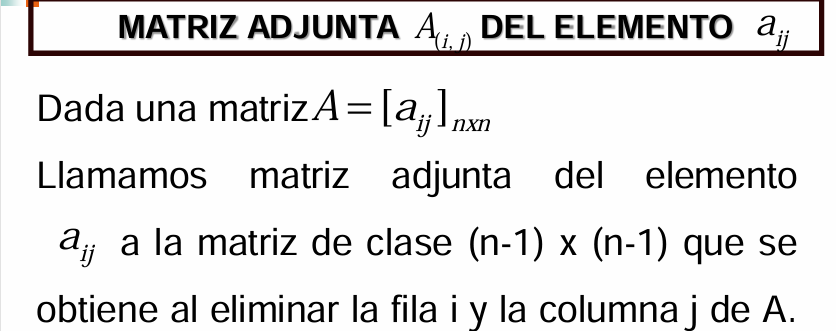 MATRIZ ADJUNTA A(i, j) DEL ELEMENTO aij
Dada una matriz A = [aij]nxn
Llamamos matriz adjunta del elemento
aij a la matriz de clase (n-1) x (n-1) que se
obtiene al eliminar la fila i y la columna j de A.